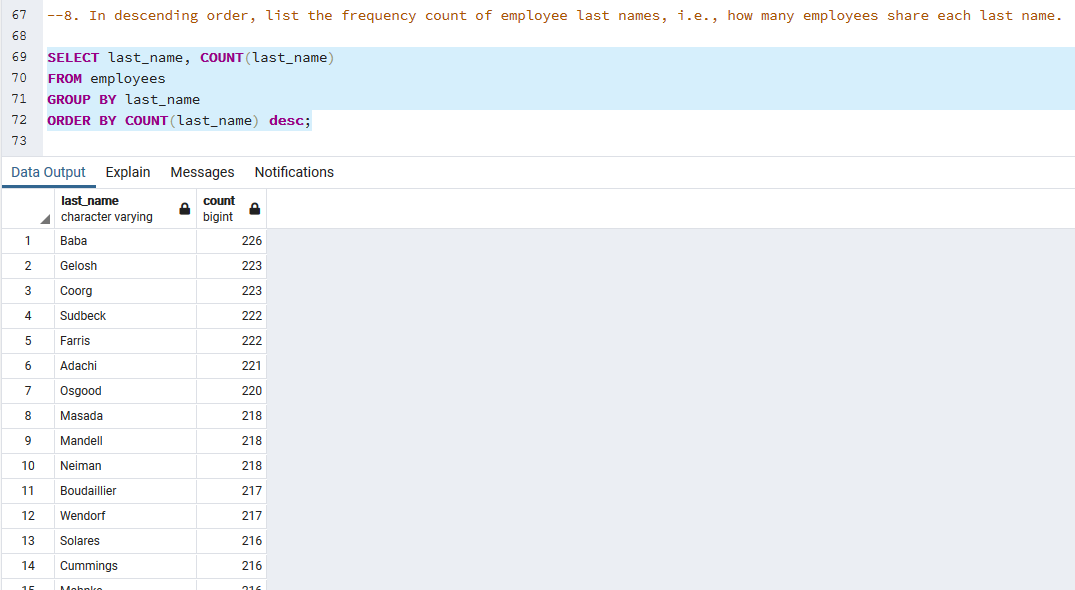 67 --8. In descending order, list the frequency count of employee last names, i.e., how many employees share each last name.
68
69 SELECT last_name, COUNT(last_name)
70 FROM employees
71 GROUP BY last_name
72 ORDER BY COUNT(last_name) desc;
73
Data Output Explain Messages Notifications
last_name count
character varying bigint
1 Baba 226
2 Gelosh 223
3 Coorg 223
4 Sudbeck 222
5 Farris 222
6 Adachi 221
7 Osgood 220
8 Masada 218
9 Mandell 218
10 Neiman 218
11 Boudaillier 217
12 Wendorf 217
13 Solares 216
14 Cummings 216
15 Mahnke 216